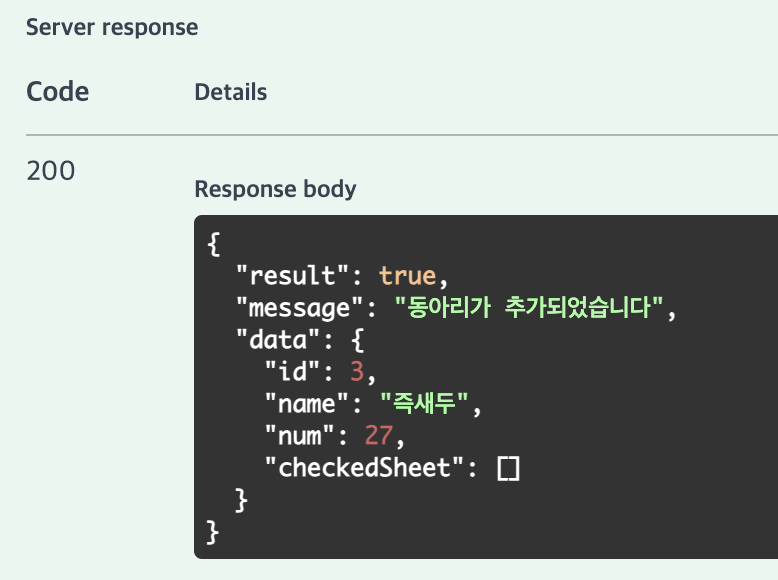 Server response
Code Details
200
Response body
{
"result": true,
"message": "동아리가 추가되었습니다",
"data": {
"id": 3,
"name": "즉새두",
"num": 27,
"checkedSheet": []
}
}